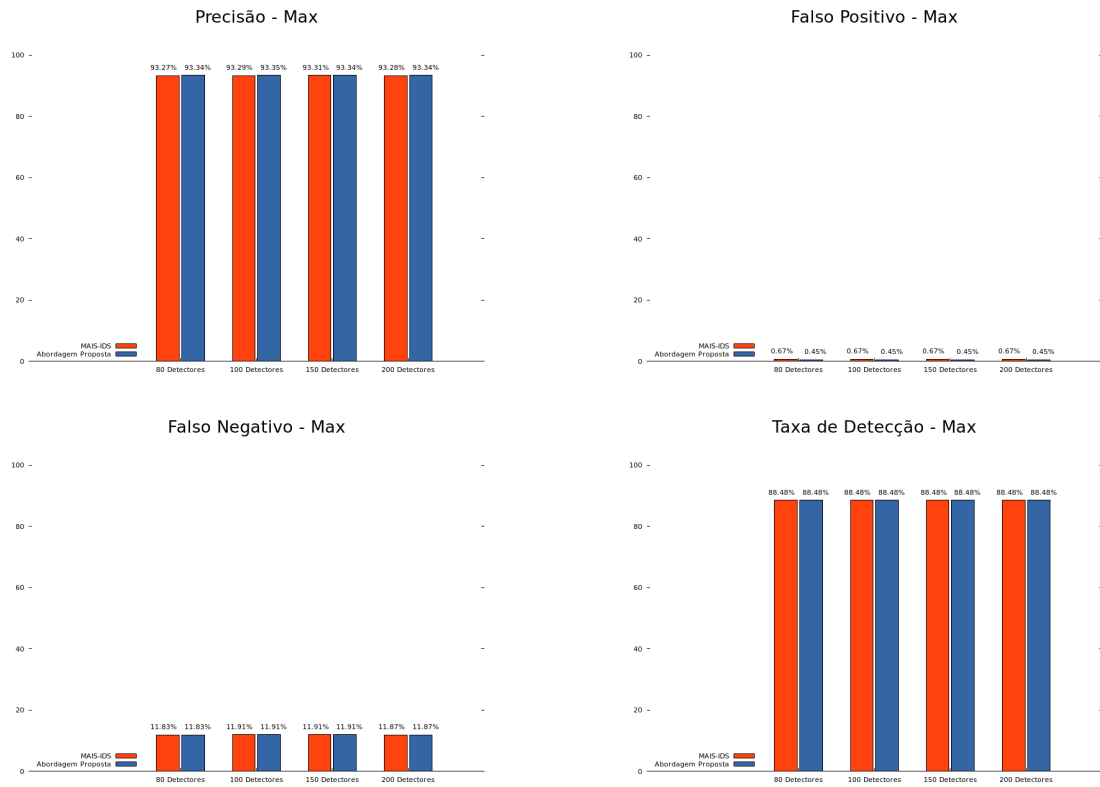 Precisão - Max
100
80
60
40
20
0
93.27% 93.34% 93.29% 93.35% 93.31% 93.34% 93.28% 93.34%
MAIS-IDS
Abordagem Proposta
80 Detectores 100 Detectores 150 Detectores 200 Detectores
Falso Positivo - Max
100
80
60
40
20
0
0.67% 0.45% 0.67% 0.45% 0.67% 0.45% 0.67% 0.45%
MAIS-IDS
Abordagem Proposta
80 Detectores 100 Detectores 150 Detectores 200 Detectores
Falso Negativo - Max
100
80
60
40
20
0
11.83% 11.83% 11.91% 11.91% 11.91% 11.91% 11.87% 11.87%
MAIS-IDS
Abordagem Proposta
80 Detectores 100 Detectores 150 Detectores 200 Detectores
Taxa de Detecção - Max
100
80
60
40
20
0
88.48% 88.48% 88.48% 88.48% 88.48% 88.48% 88.48% 88.48%
MAIS-IDS
Abordagem Proposta
80 Detectores 100 Detectores 150 Detectores 200 Detectores